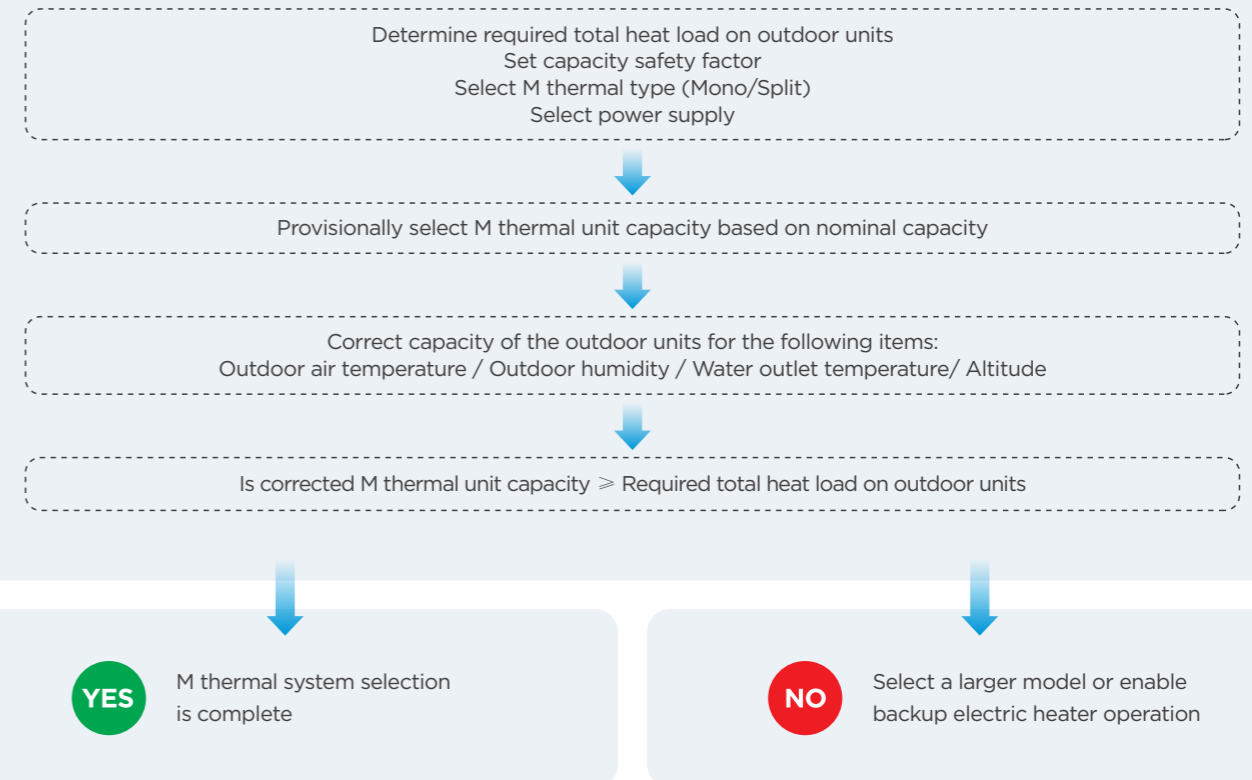 Determine required total heat load on outdoor units
Set capacity safety factor
Select M thermal type (Mono/Split)
Select power supply
Provisionally select M thermal unit capacity based on nominal capacity
Correct capacity of the outdoor units for the following items:
Outdoor air temperature / Outdoor humidity / Water outlet temperature/ Altitude
Is corrected M thermal unit capacity ⩾ Required total heat load on outdoor units
YES
M thermal system selection
is complete
NO
Select a larger model or enable
backup electric heater operation